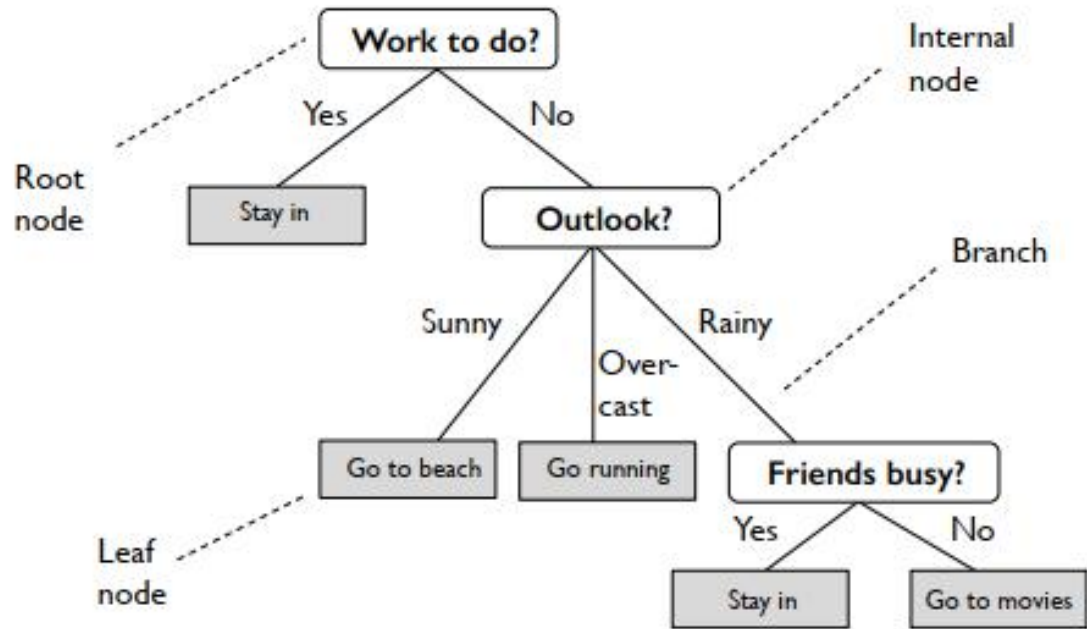 Work to do?
Internal
node
Yes
No
Root
node
Stay in
Outlook?
Branch
Sunny
Rainy
Over-
cast
Go to beach
Go running
Friends busy?
Yes
No
Leaf
node
Stay in
Go to movies